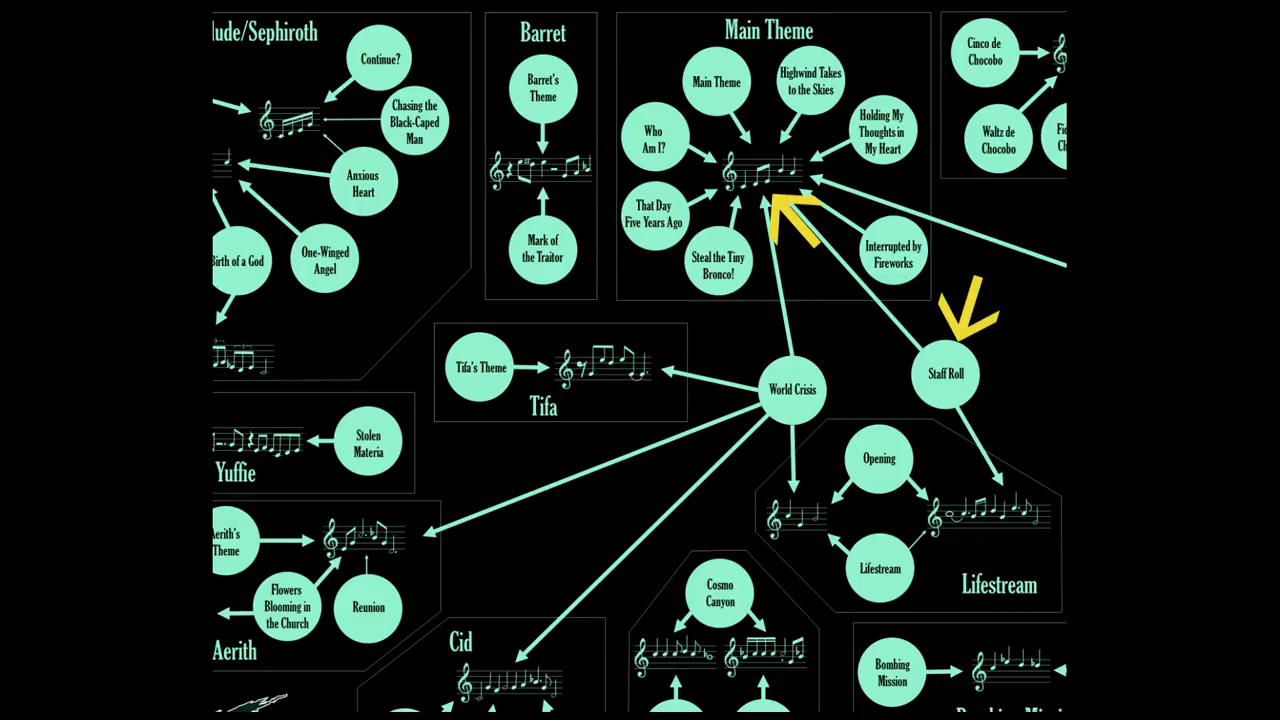 lude/Sephiroth
Continue?
Chasing the
Black-Caped
Man
Anxious
Heart
Birth of a God
One-Winged
Angel
Barret
Barret's
Theme
Mark of
the Traitor
Main Theme
Main Theme
Highwind Takes
to the Skies
Who
Am I?
Holding My
Thoughts in
My Heart
That Day
Five Years Ago
Steal the Tiny
Bronco!
Interrupted by
Fireworks
Cinco de
Chocobo
Waltz de
Chocobo
Tifa's Theme
Tifa
World Crisis
Staff Roll
Stolen
Materia
Yuffie
Aerith's
Theme
Flowers
Blooming in
the Church
Reunion
Aerith
Opening
Lifestream
Lifestream
Cid
Cosmo
Canyon
Bombing
Mission